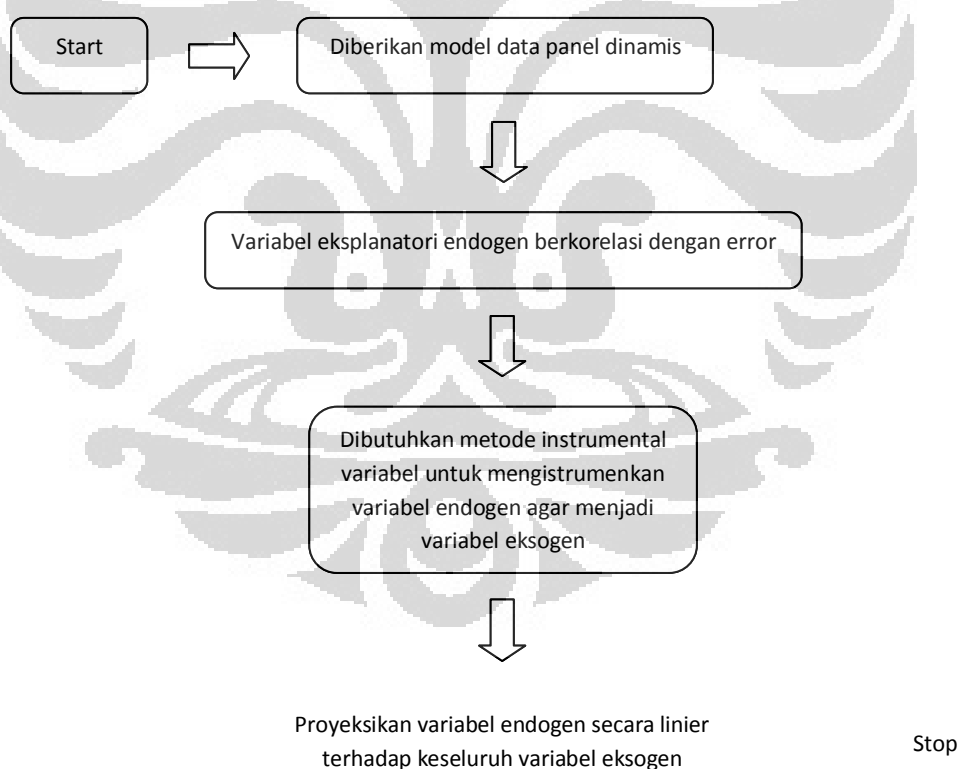 Start
Diberikan model data panel dinamis
Variabel eksplanatori endogen berkorelasi dengan error
Dibutuhkan metode instrumental
variabel untuk mengistrumenkan
variabel endogen agar menjadi
variabel eksogen
Proyeksikan variabel endogen secara linier
terhadap keseluruh variabel eksogen
Stop